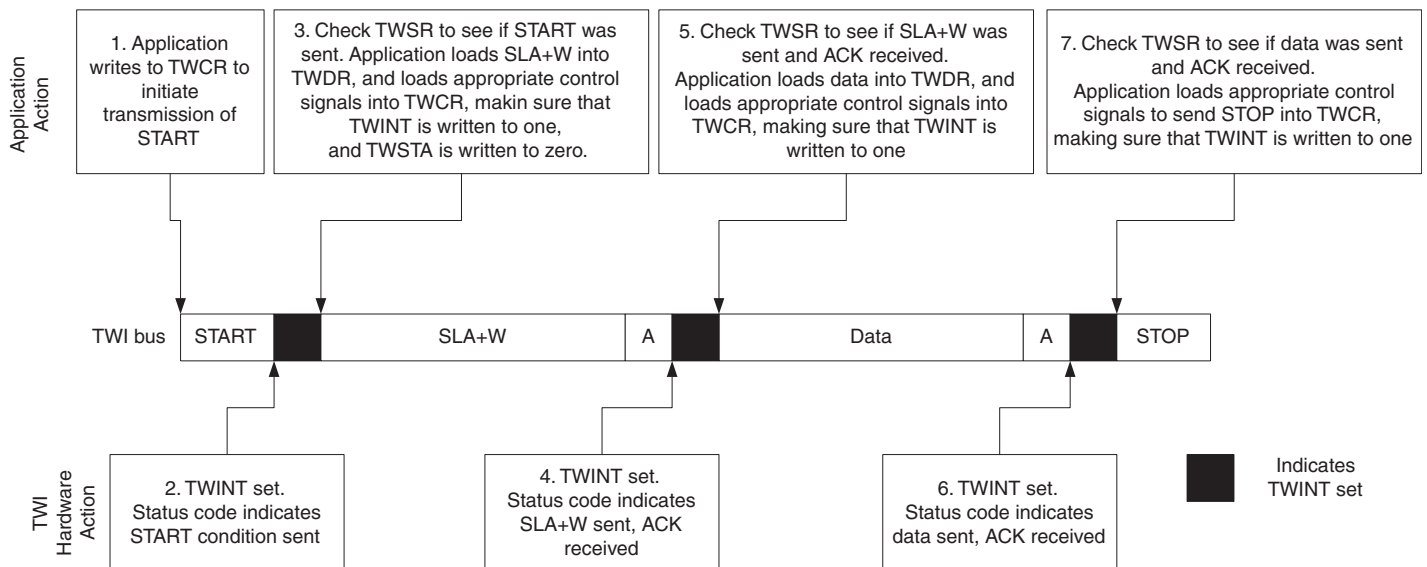 Application
Action
1. Application
writes to TWCR to
initiate
transmission of
START
3. Check TWSR to see if START was
sent. Application loads SLA+W into
TWDR, and loads appropriate control
signals into TWCR, makin sure that
TWINT is written to one,
and TWSTA is written to zero.
5. Check TWSR to see if SLA+W was
sent and ACK received.
Application loads data into TWDR, and
loads appropriate control signals into
TWCR, making sure that TWINT is
written to one
7. Check TWSR to see if data was sent
and ACK received.
Application loads appropriate control
signals to send STOP into TWCR,
making sure that TWINT is written to one
TWI bus
START
SLA+W
A
Data
A
STOP
TWI
Hardware
Action
2. TWINT set.
Status code indicates
START condition sent
4. TWINT set.
Status code indicates
SLA+W sent, ACK
received
6. TWINT set.
Status code indicates
data sent, ACK received
Indicates
TWINT set